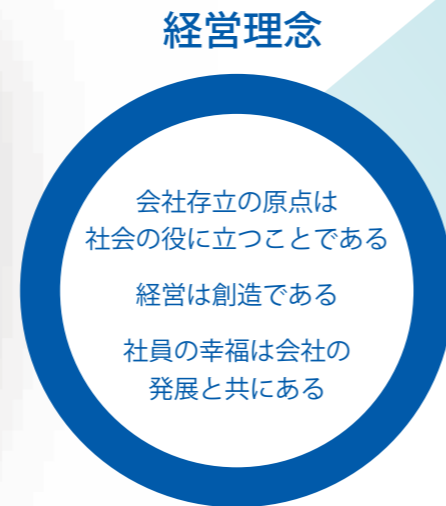 経営理念
会社存立の原点は
社会の役に立つことである
経営は創造である
社員の幸福は会社の
発展と共にある